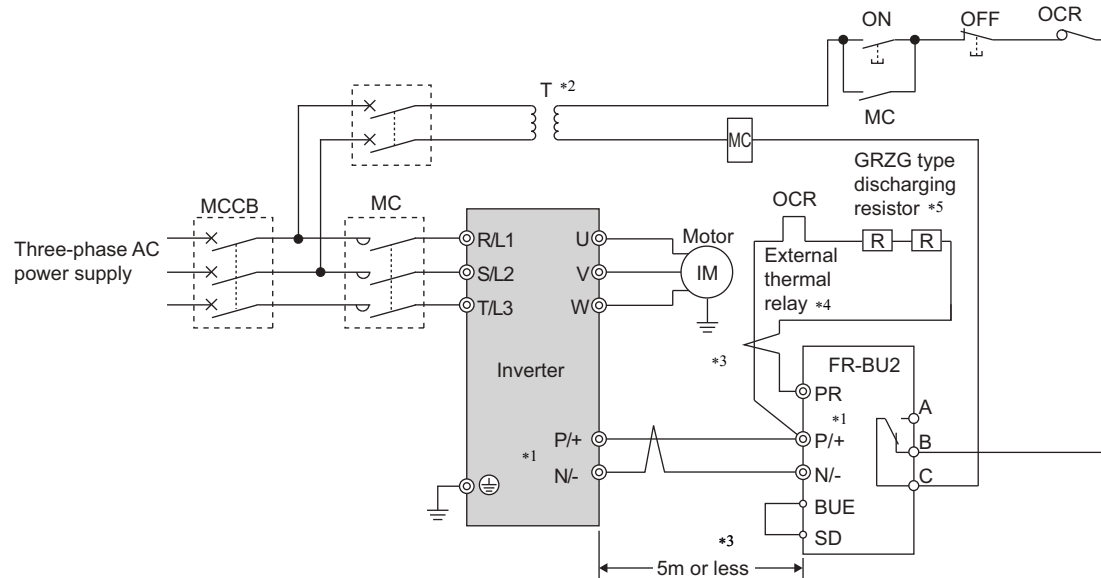 ON OFF OCR
T *2
MC
MC
GRZG type
discharging
resistor *5
OCR
R R
MCCB MC
Three-phase AC
power supply
R/L1 U Motor
S/L2 V IM
T/L3 W
External
thermal
relay *4
*3
Inverter
FR-BU2
PR
*1
A
P/+ P/+
B
*1
N/- N/-
C
BUE
SD
*3
5m or less